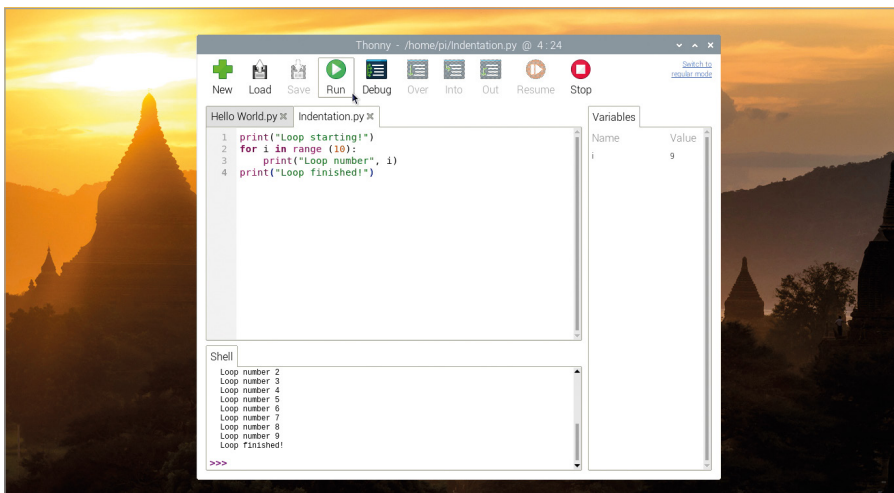 Thonny - /home/pi/Indentation.py @ 4:24
New Load Save Run Debug Over Into Out Resume Stop
Switch to
regular mode
Hello World.py Indentation.py
Variables
Name Value
i 9
1 print("Loop starting!")
2 for i in range (10):
3     print("Loop number", i)
4 print("Loop finished!")
Shell
Loop number 2
Loop number 3
Loop number 4
Loop number 5
Loop number 6
Loop number 7
Loop number 8
Loop number 9
Loop finished!
>>>